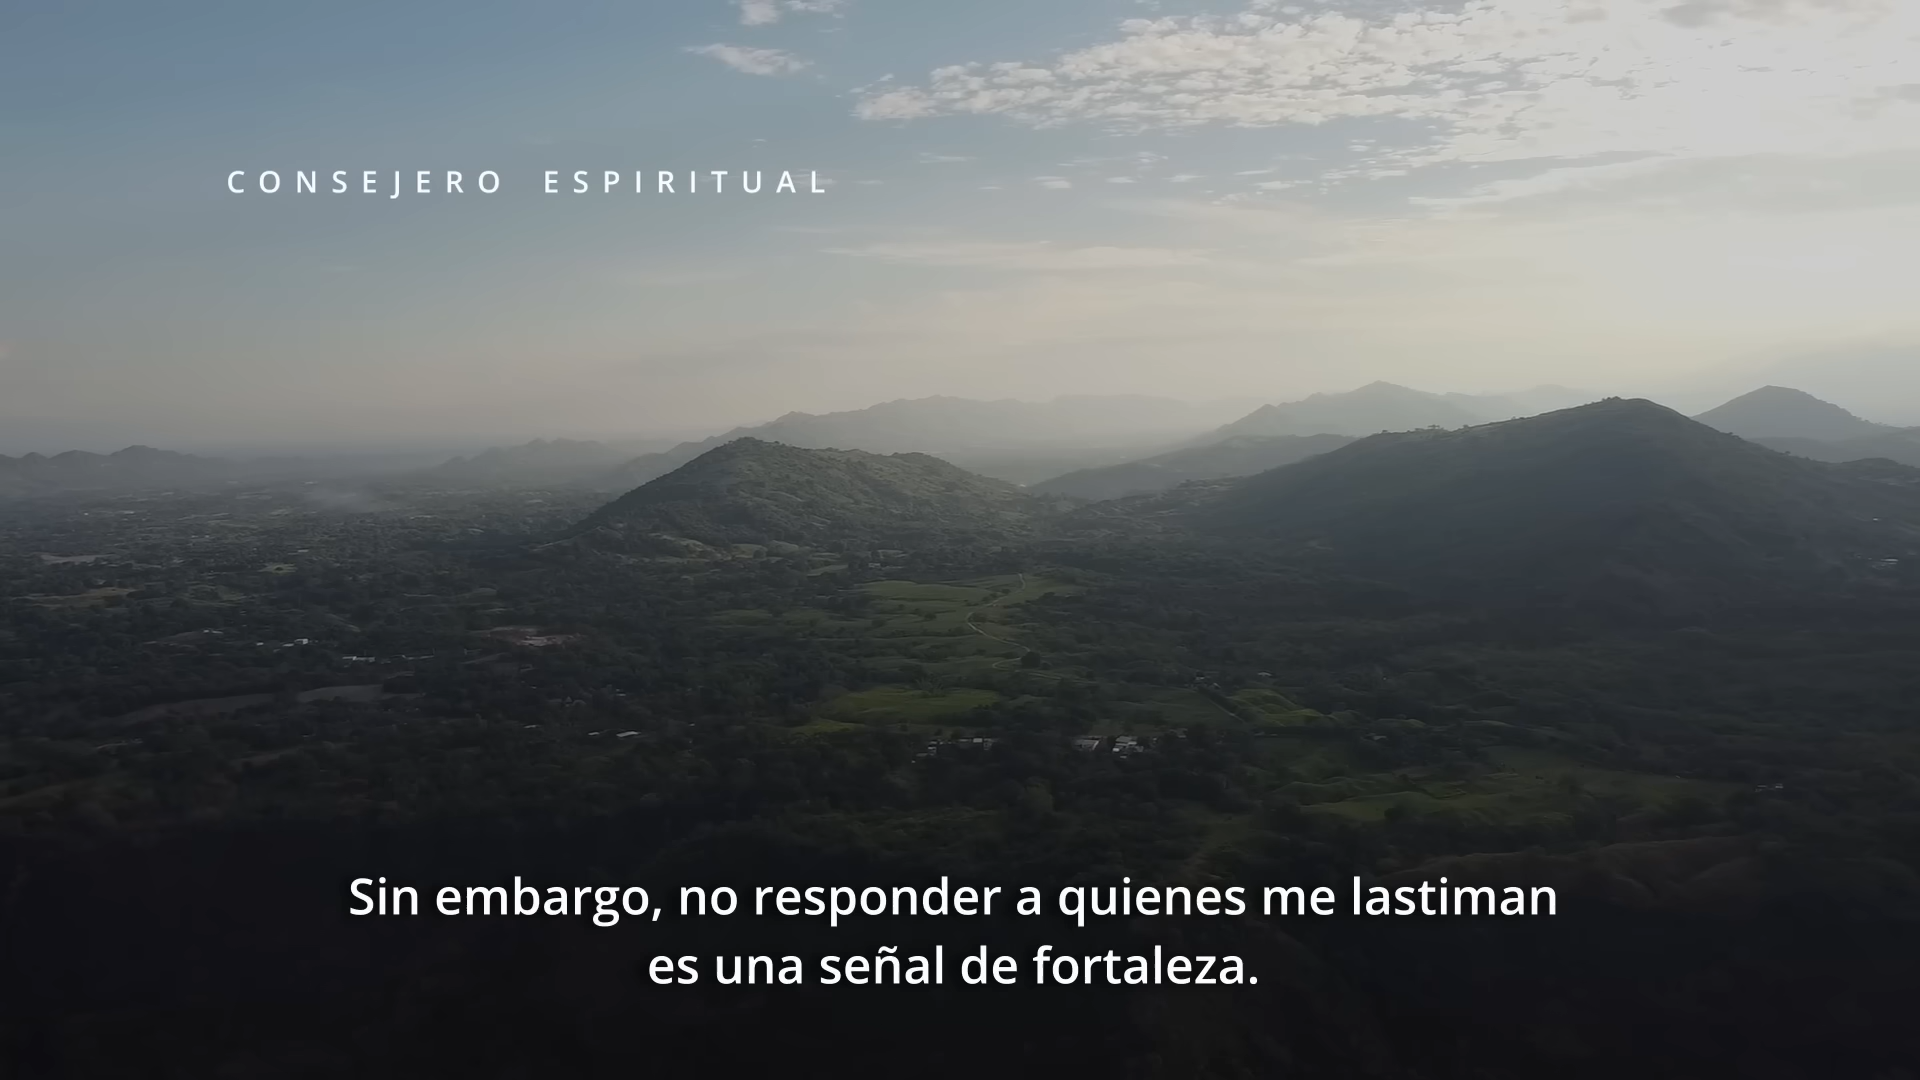 CONSEJERO ESPIRITUAL
Sin embargo, no responder a quienes me lastiman
es una señal de fortaleza.